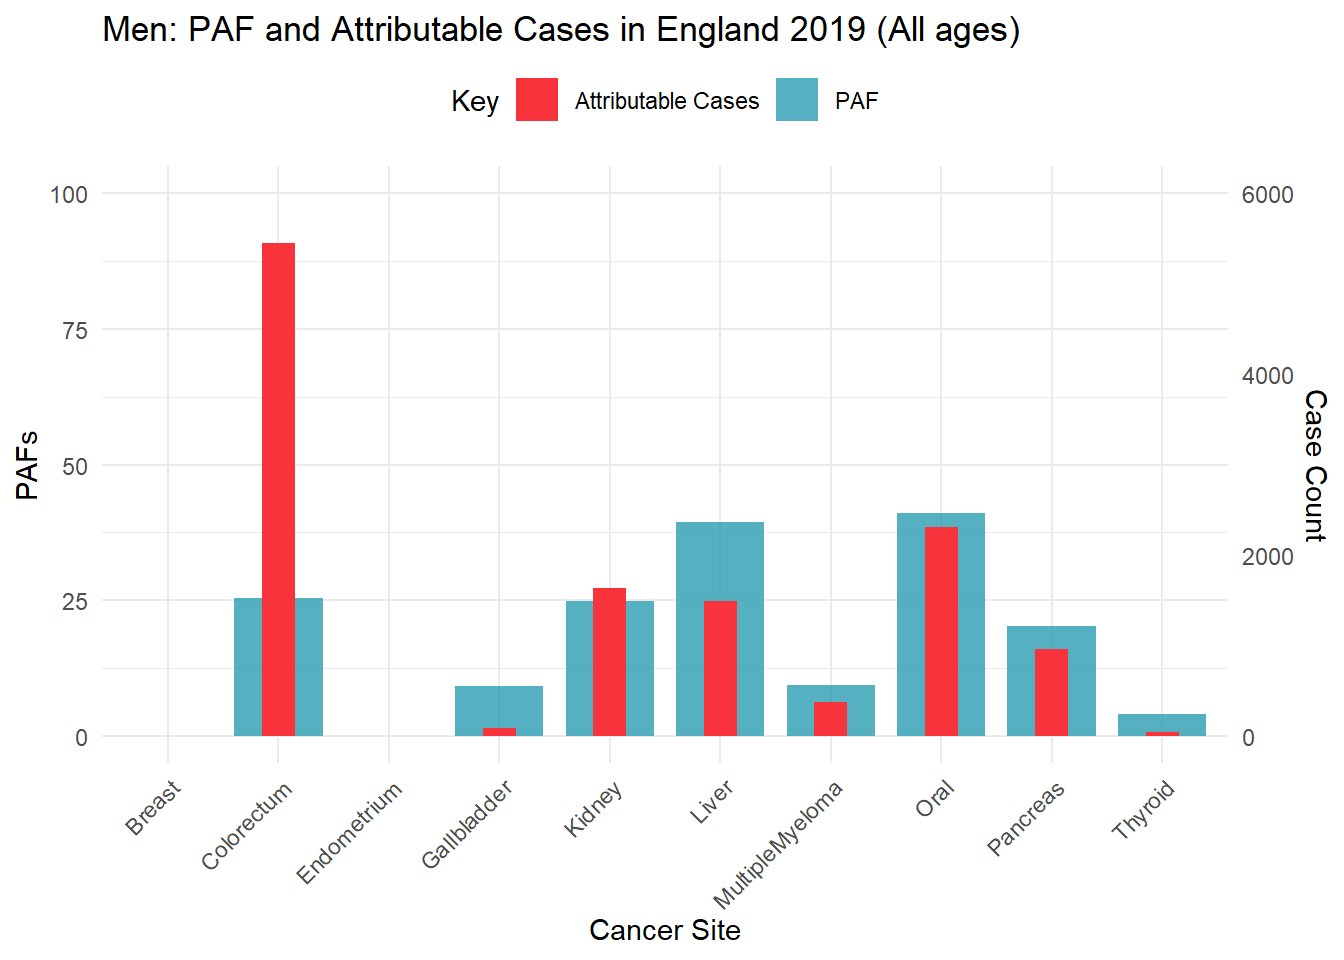 Men: PAF and Attributable Cases in England 2019 (All ages)
Key Attributable Cases PAF
100 6000
75
4000
50
2000
25
0 0
PAFs
Case Count
Breast
Colorectum
Endometrium
Gallbladder
Kidney
Liver
MultipleMyeloma
Oral
Pancreas
Thyroid
Cancer Site